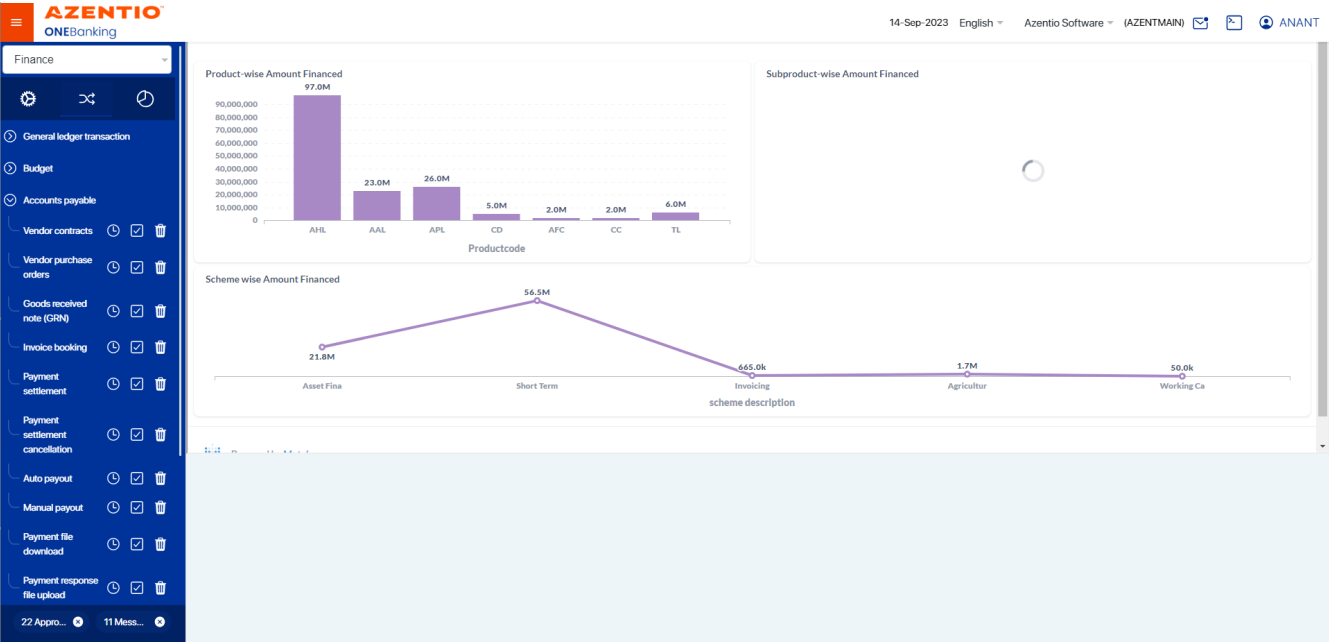 AZENTIO
ONEBanking
14-Sep-2023
English
Azentio Software
(AZENTMAIN)
ANANT
Finance
General ledger transaction
Budget
Accounts payable
Vendor contracts
Vendor purchase
orders
Goods received
note (GRN)
Invoice booking
Payment
settlement
Payment
settlement
cancellation
Auto payout
Manual payout
Payment file
download
Payment response
file upload
22 Appro...
11 Mess...
Product-wise Amount Financed
97.0M
90,000,000
80,000,000
70,000,000
60,000,000
50,000,000
40,000,000
30,000,000
20,000,000
10,000,000
0
23.0M
26.0M
5.0M
2.0M
2.0M
6.0M
AHL
AAL
APL
CD
AFC
CC
TL
Productcode
Subproduct-wise Amount Financed
Scheme wise Amount Financed
56.5M
21.8M
665.0k
1.7M
50.0k
Asset Fina
Short Term
Invoicing
Agricultur
Working Ca
scheme description